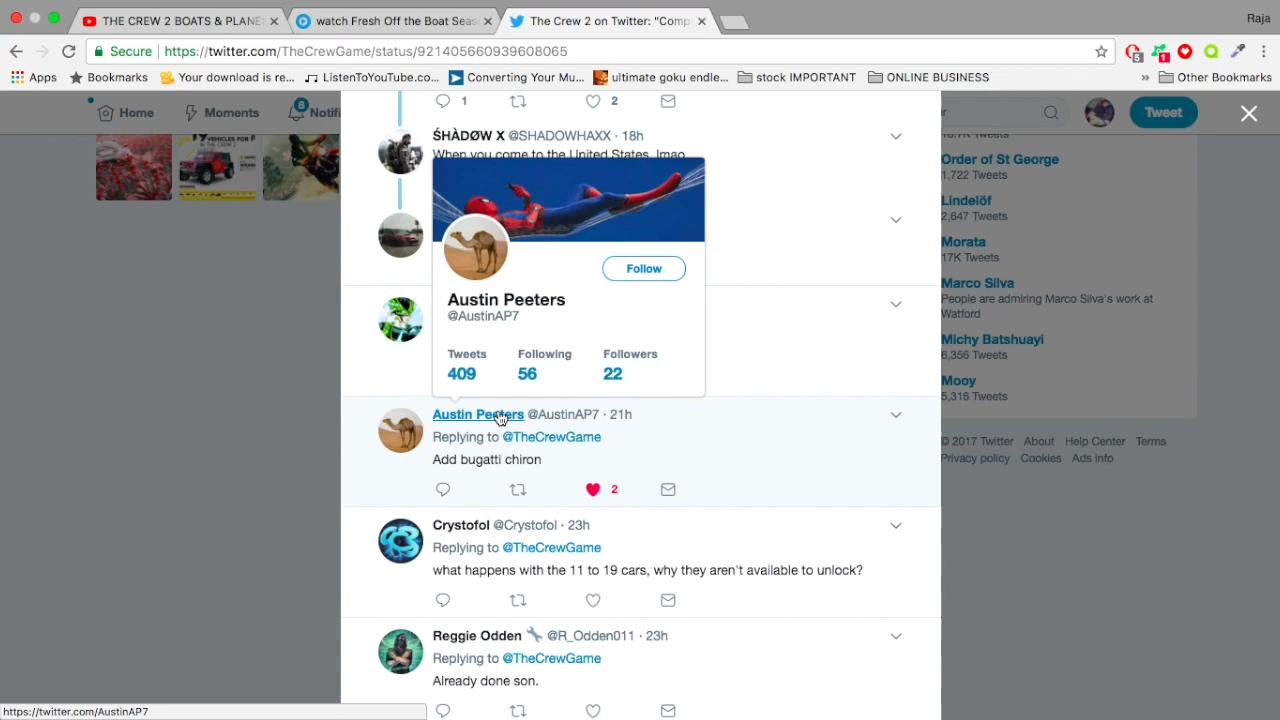 THE CREW 2 BOATS & PLANE
watch Fresh Off the Boat Seas
The Crew 2 on Twitter: "Comp
Raja
Secure
https://twitter.com/TheCrewGame/status/921405660939608065
5
1
Apps
Bookmarks
Your download is re...
ListenToYouTube.co...
Converting Your Mu...
ultimate goku endle...
stock IMPORTANT
ONLINE BUSINESS
»
Other Bookmarks
Home
Moments
8
Notifi
Tweet
1
2
ŚHÀDØW X @SHADOWHAXX · 18h
When you come to the United States, lmao
VEHICLES FOR
Follow
Austin Peeters
@AustinAP7
Tweets Following Followers
409 56 22
Austin Peeters @AustinAP7 · 21h
Replying to @TheCrewGame
Add bugatti chiron
2
Crystofol @Crystofol · 23h
Replying to @TheCrewGame
what happens with the 11 to 19 cars, why they aren't available to unlock?
Reggie Odden @R_Odden011 · 23h
Replying to @TheCrewGame
Already done son.
Order of St George
1,722 Tweets
Lindelöf
2,647 Tweets
Morata
17K Tweets
Marco Silva
People are admiring Marco Silva's work at
Watford
Michy Batshuayi
6,356 Tweets
Mooy
5,316 Tweets
© 2017 Twitter About Help Center Terms
Privacy policy Cookies Ads info
https://twitter.com/AustinAP7